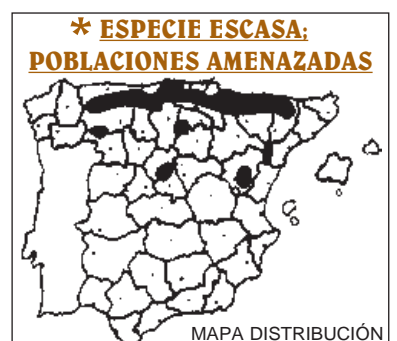 * ESPECIE ESCASA;
POBLACIONES AMENAZADAS
MAPA DISTRIBUCIÓN